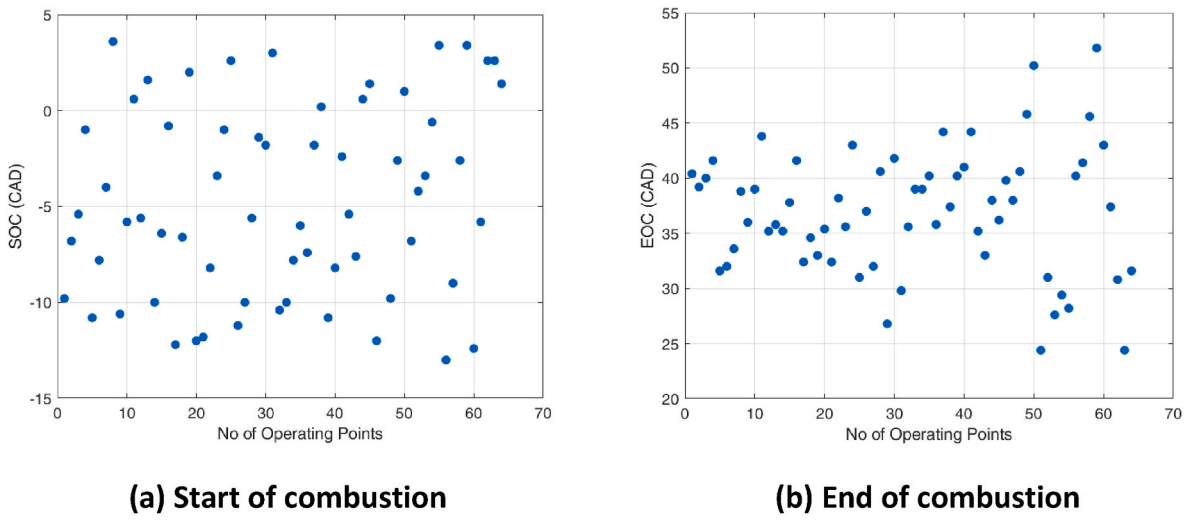 5
0
-5
-10
-15
SOC (CAD)
0 10 20 30 40 50 60 70
No of Operating Points
(a) Start of combustion
55
50
45
40
35
30
25
20
EOC (CAD)
0 10 20 30 40 50 60 70
No of Operating Points
(b) End of combustion